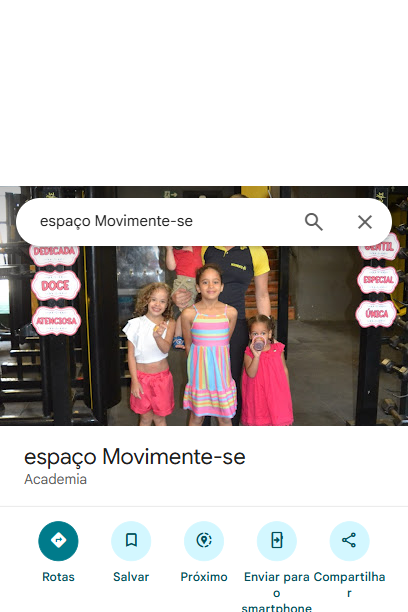 espaço Movimente-se
DEDICADA
DOCE
ATENCIOSA
GENTIL
ESPECIAL
ÚNICA
espaço Movimente-se
Academia
Rotas
Salvar
Próximo
Enviar para
o
smartphone
Compartilha
r